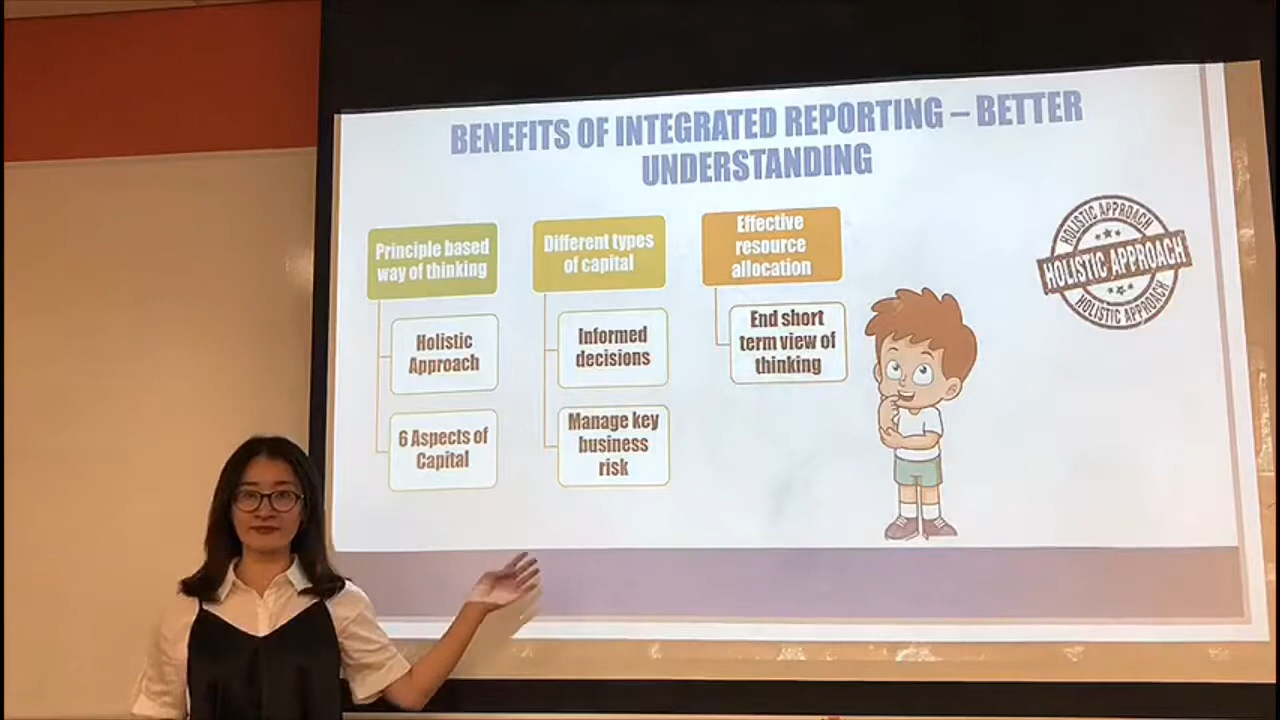 BENEFITS OF INTEGRATED REPORTING – BETTER
UNDERSTANDING
Principle based
way of thinking
Holistic
Approach
6 Aspects of
Capital
Different types
of capital
Informed
decisions
Manage key
business
risk
Effective
resource
allocation
End short
term view of
thinking
HOLISTIC APPROACH
HOLISTIC APPROACH
HOLISTIC APPROACH